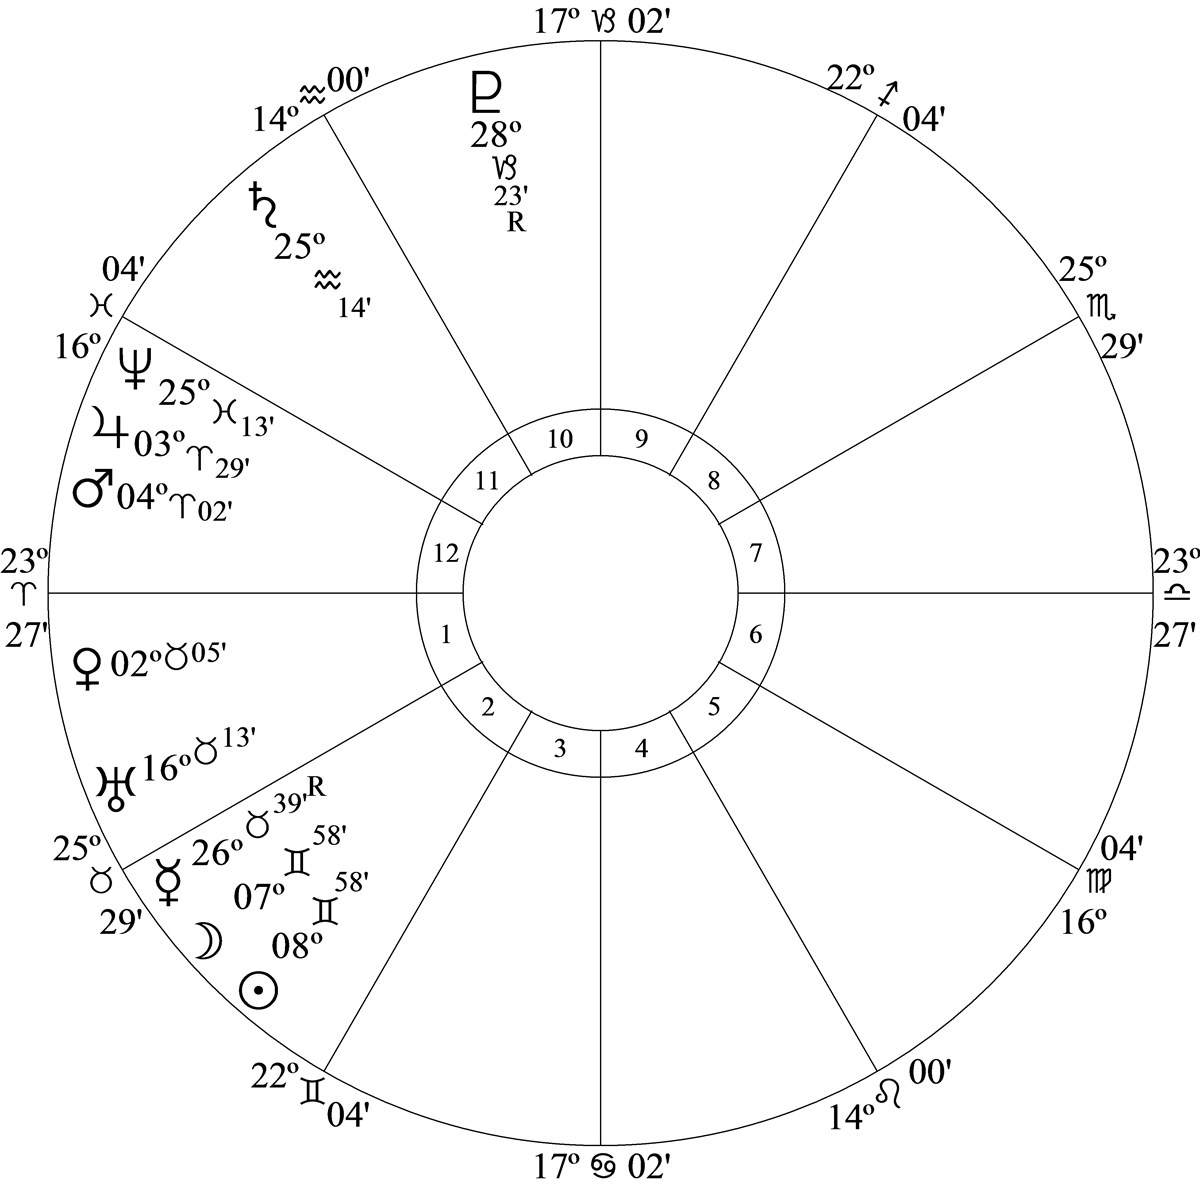 17º ♑ 02'
22º ♐ 04'
25º ♏ 29'
23º ♎ 27'
04' ♍ 16º
00' ♌ 14º
17º ♋ 02'
22º ♊ 04'
25º ♉ 29'
23º ♈ 27'
04' ♓ 16º
14º ♒ 00'
♇ 28º ♑ 23' R
♄ 25º ♒ 14'
♆ 25º ♓ 13'
♃ 03º ♈ 29'
♂ 04º ♈ 02'
♀ 02º ♉ 05'
♅ 16º ♉ 13'
☿ 26º ♉ 39' R
☽ 07º ♊ 58'
☉ 08º ♊ 58'
1
2
3
4
5
6
7
8
9
10
11
12